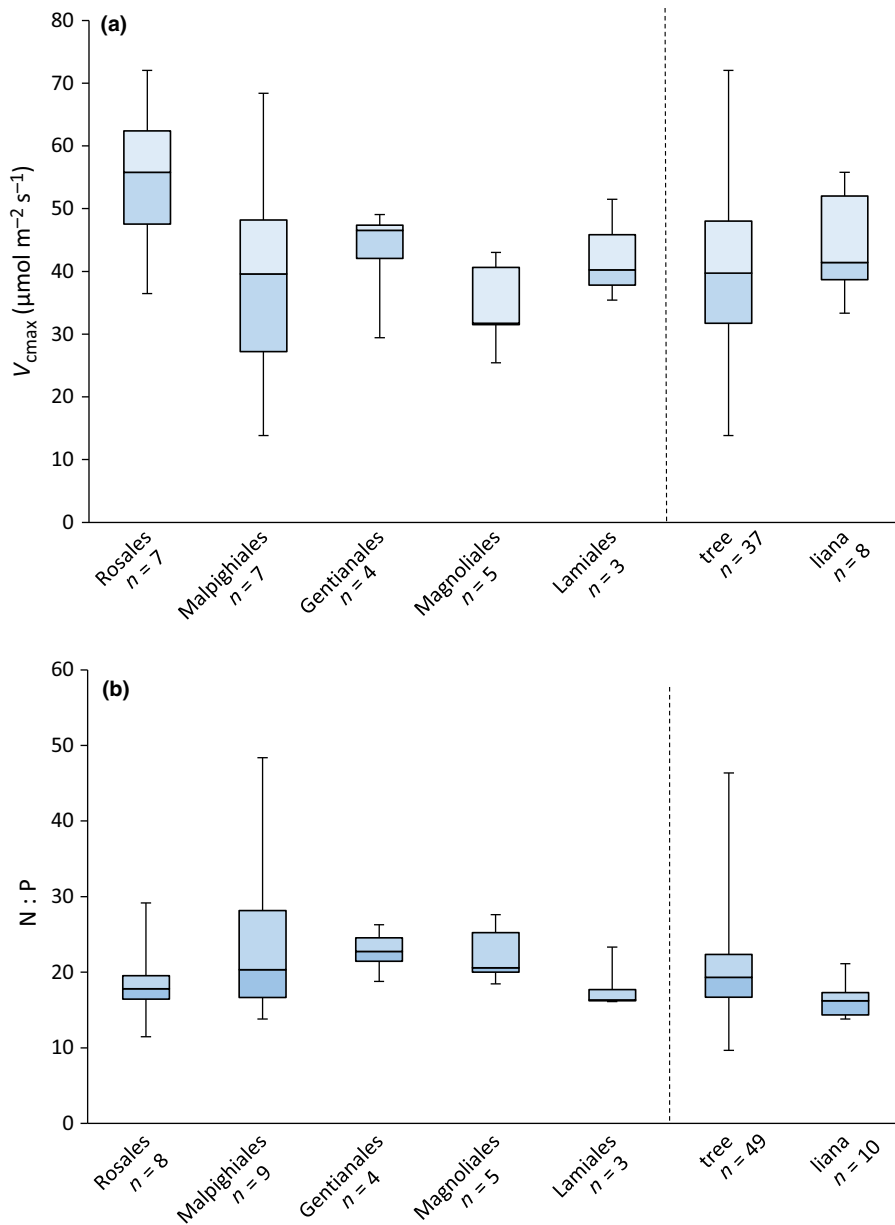 (a)
80
70
60
50
40
30
20
10
0
V_cmax (µmol m⁻² s⁻¹)
Rosales
n = 7
Malpighiales
n = 7
Gentianales
n = 4
Magnoliales
n = 5
Lamiales
n = 3
tree
n = 37
liana
n = 8
(b)
60
50
40
30
20
10
0
N : P
Rosales
n = 8
Malpighiales
n = 9
Gentianales
n = 4
Magnoliales
n = 5
Lamiales
n = 3
tree
n = 49
liana
n = 10